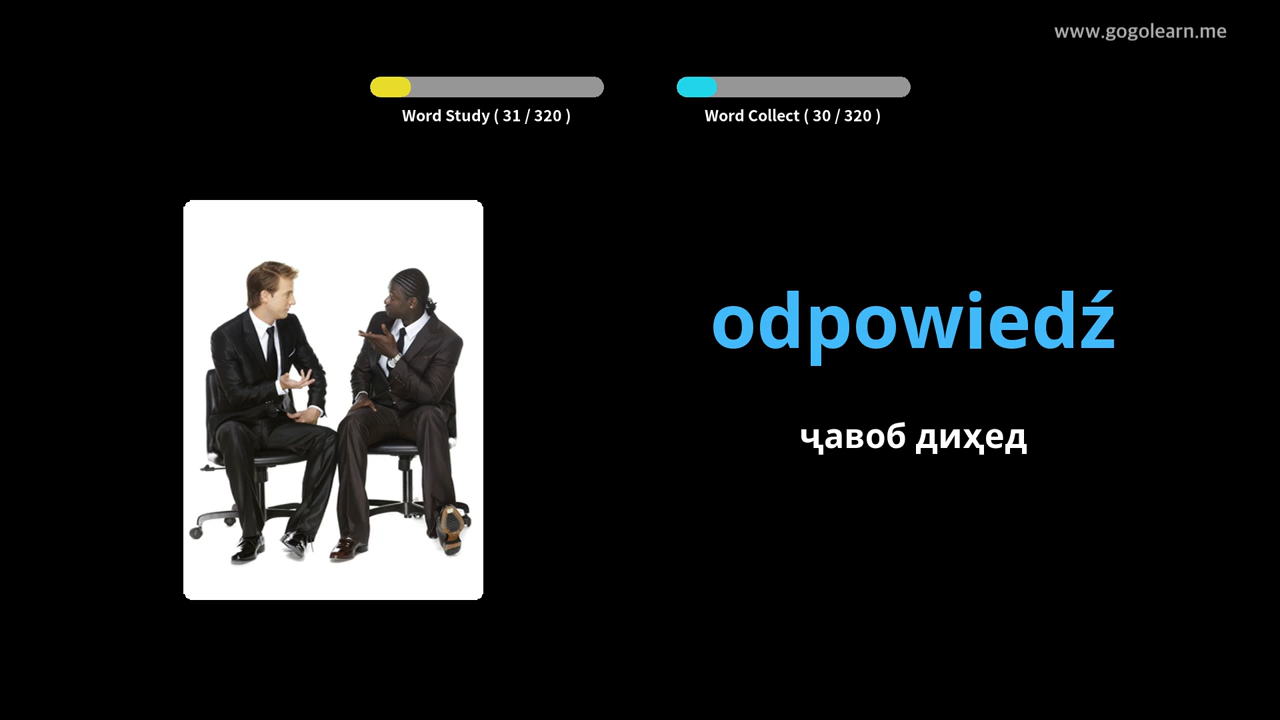 www.gogolearn.me
Word Study ( 31 / 320 )
Word Collect ( 30 / 320 )
odpowiedź
ҷавоб диҳед